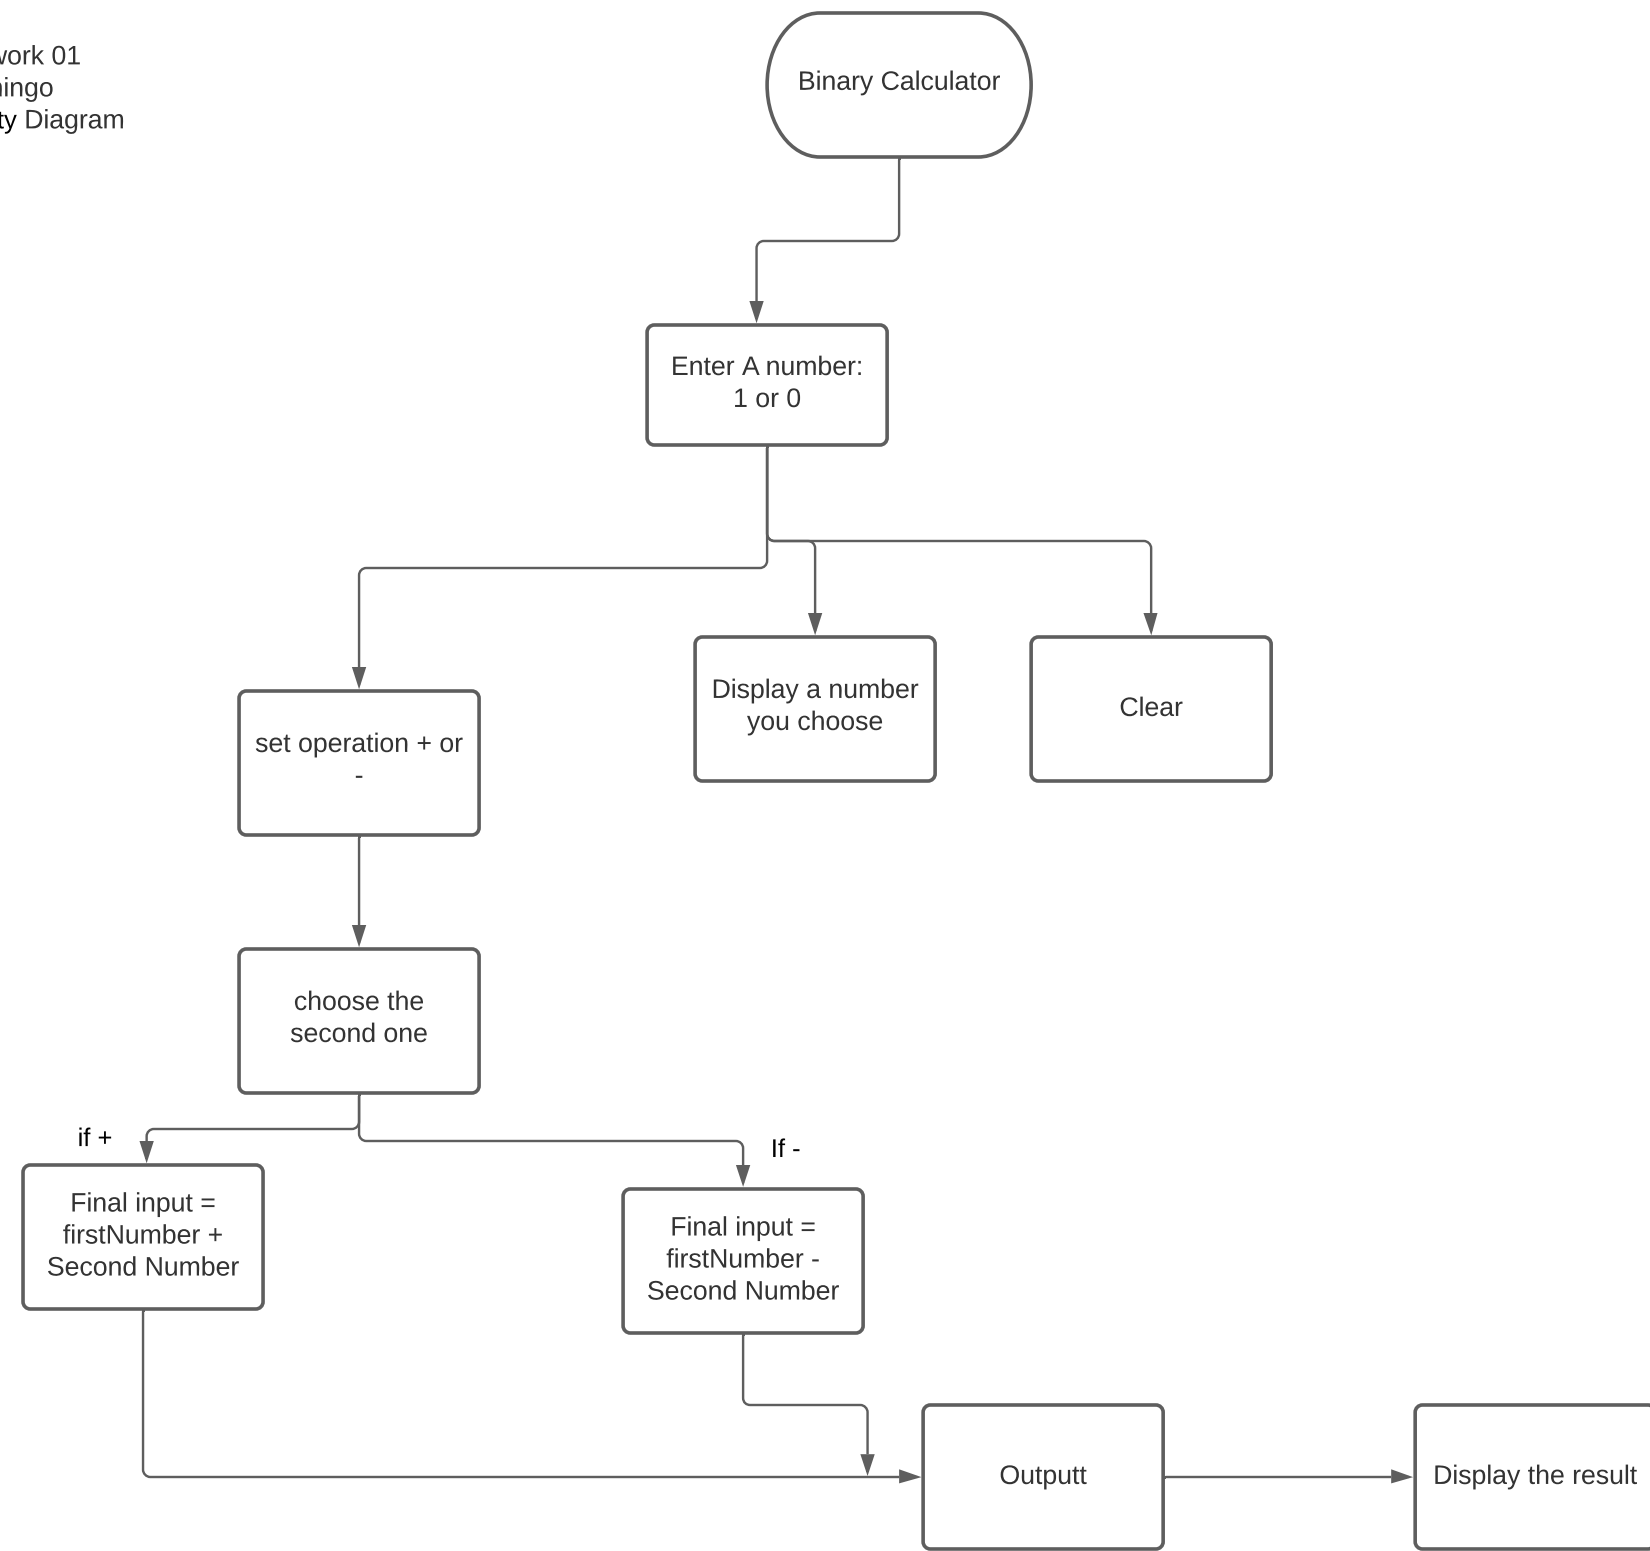 work 01
ingo
ty Diagram
Binary Calculator
Enter A number:
1 or 0
Display a number
you choose
Clear
set operation + or
-
choose the
second one
if +
If -
Final input =
firstNumber +
Second Number
Final input =
firstNumber -
Second Number
Outputt
Display the result